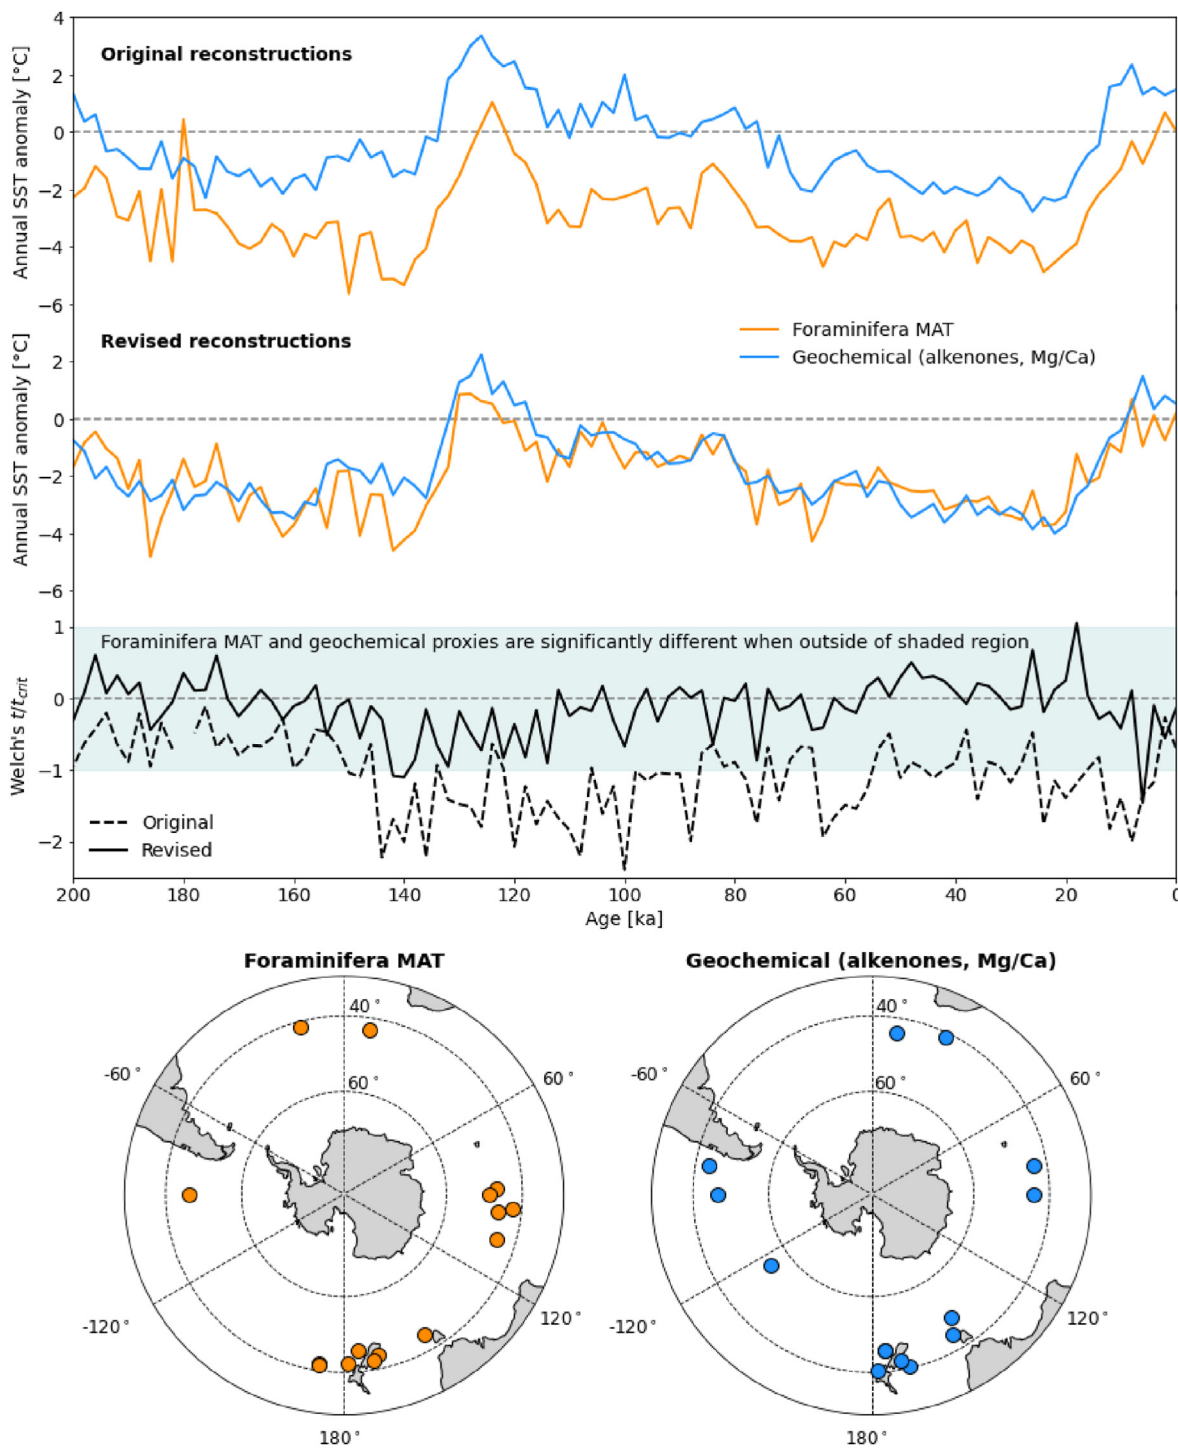 4
Original reconstructions
2
0
−2
−4
−6
Annual SST anomaly [°C]
Revised reconstructions
Foraminifera MAT
Geochemical (alkenones, Mg/Ca)
2
0
−2
−4
−6
Annual SST anomaly [°C]
1
Foraminifera MAT and geochemical proxies are significantly different when outside of shaded region
0
−1
−2
Welch's t/tcrit
Original
Revised
200 180 160 140 120 100 80 60 40 20 0
Age [ka]
Foraminifera MAT
40°
-60°
60°
60°
-120°
120°
180°
Geochemical (alkenones, Mg/Ca)
40°
-60°
60°
60°
-120°
120°
180°